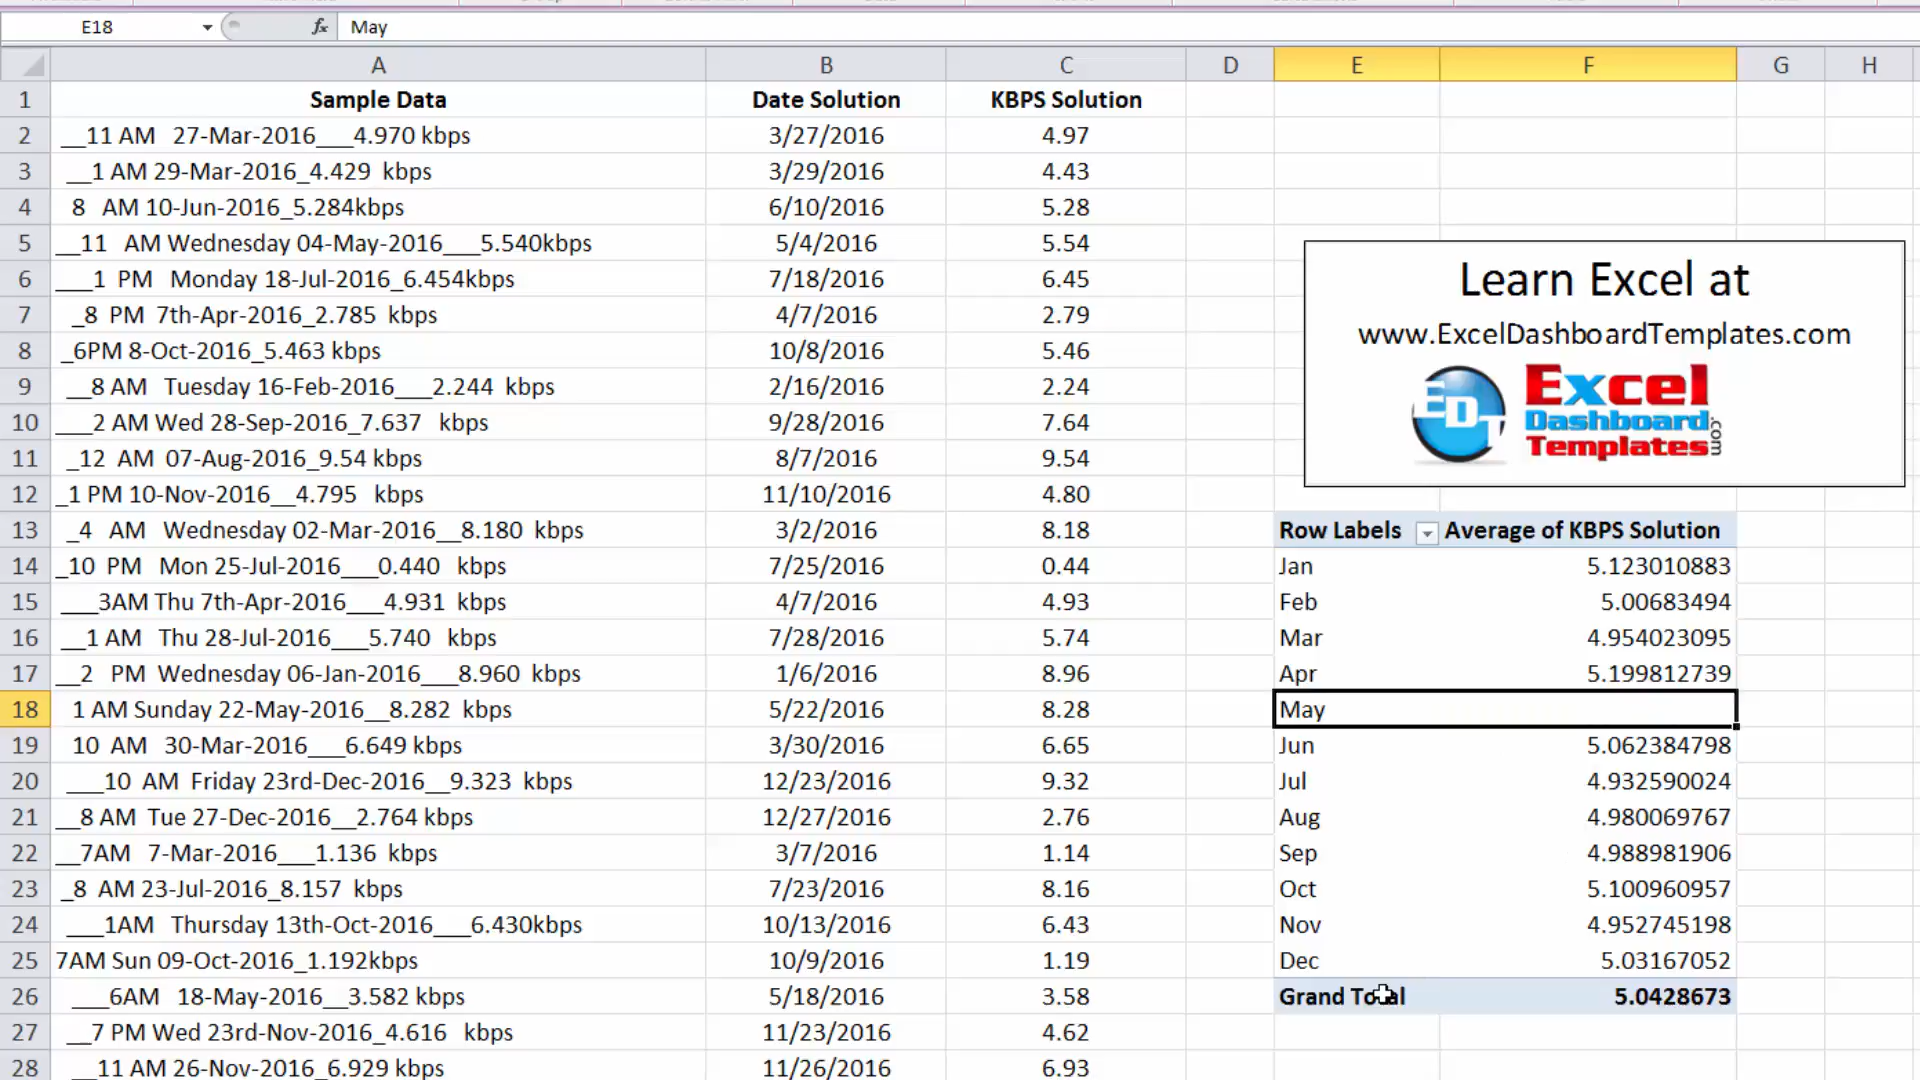 E18 fx May
A B C D E F G H
1 Sample Data Date Solution KBPS Solution
2 __11 AM   27-Mar-2016___4.970 kbps 3/27/2016 4.97
3 __1 AM 29-Mar-2016_4.429  kbps 3/29/2016 4.43
4 8   AM 10-Jun-2016_5.284kbps 6/10/2016 5.28
5 __11   AM Wednesday 04-May-2016___5.540kbps 5/4/2016 5.54
6 ___1  PM   Monday 18-Jul-2016_6.454kbps 7/18/2016 6.45
7 _8  PM  7th-Apr-2016_2.785  kbps 4/7/2016 2.79
8 _6PM 8-Oct-2016_5.463 kbps 10/8/2016 5.46
9 __8 AM   Tuesday 16-Feb-2016___2.244  kbps 2/16/2016 2.24
10 ___2 AM Wed 28-Sep-2016_7.637   kbps 9/28/2016 7.64
11 _12  AM  07-Aug-2016_9.54 kbps 8/7/2016 9.54
12 _1 PM 10-Nov-2016__4.795   kbps 11/10/2016 4.80
13 _4   AM   Wednesday 02-Mar-2016__8.180  kbps 3/2/2016 8.18 Row Labels Average of KBPS Solution
14 _10  PM   Mon 25-Jul-2016___0.440   kbps 7/25/2016 0.44 Jan 5.123010883
15 ___3AM Thu 7th-Apr-2016___4.931  kbps 4/7/2016 4.93 Feb 5.00683494
16 __1 AM   Thu 28-Jul-2016___5.740   kbps 7/28/2016 5.74 Mar 4.954023095
17 __2   PM  Wednesday 06-Jan-2016___8.960  kbps 1/6/2016 8.96 Apr 5.199812739
18 1 AM Sunday 22-May-2016__8.282  kbps 5/22/2016 8.28 May
19 10  AM   30-Mar-2016___6.649 kbps 3/30/2016 6.65 Jun 5.062384798
20 ___10  AM  Friday 23rd-Dec-2016__9.323  kbps 12/23/2016 9.32 Jul 4.932590024
21 __8 AM  Tue 27-Dec-2016__2.764 kbps 12/27/2016 2.76 Aug 4.980069767
22 __7AM   7-Mar-2016___1.136  kbps 3/7/2016 1.14 Sep 4.988981906
23 _8  AM 23-Jul-2016_8.157  kbps 7/23/2016 8.16 Oct 5.100960957
24 ___1AM   Thursday 13th-Oct-2016___6.430kbps 10/13/2016 6.43 Nov 4.952745198
25 7AM Sun 09-Oct-2016_1.192kbps 10/9/2016 1.19 Dec 5.03167052
26 ___6AM   18-May-2016__3.582 kbps 5/18/2016 3.58 Grand Total 5.0428673
27 __7 PM Wed 23rd-Nov-2016_4.616   kbps 11/23/2016 4.62
28 __11 AM 26-Nov-2016_6.929 kbps 11/26/2016 6.93
Learn Excel at
www.ExcelDashboardTemplates.com
EDT
Excel
Dashboard
Templates.com